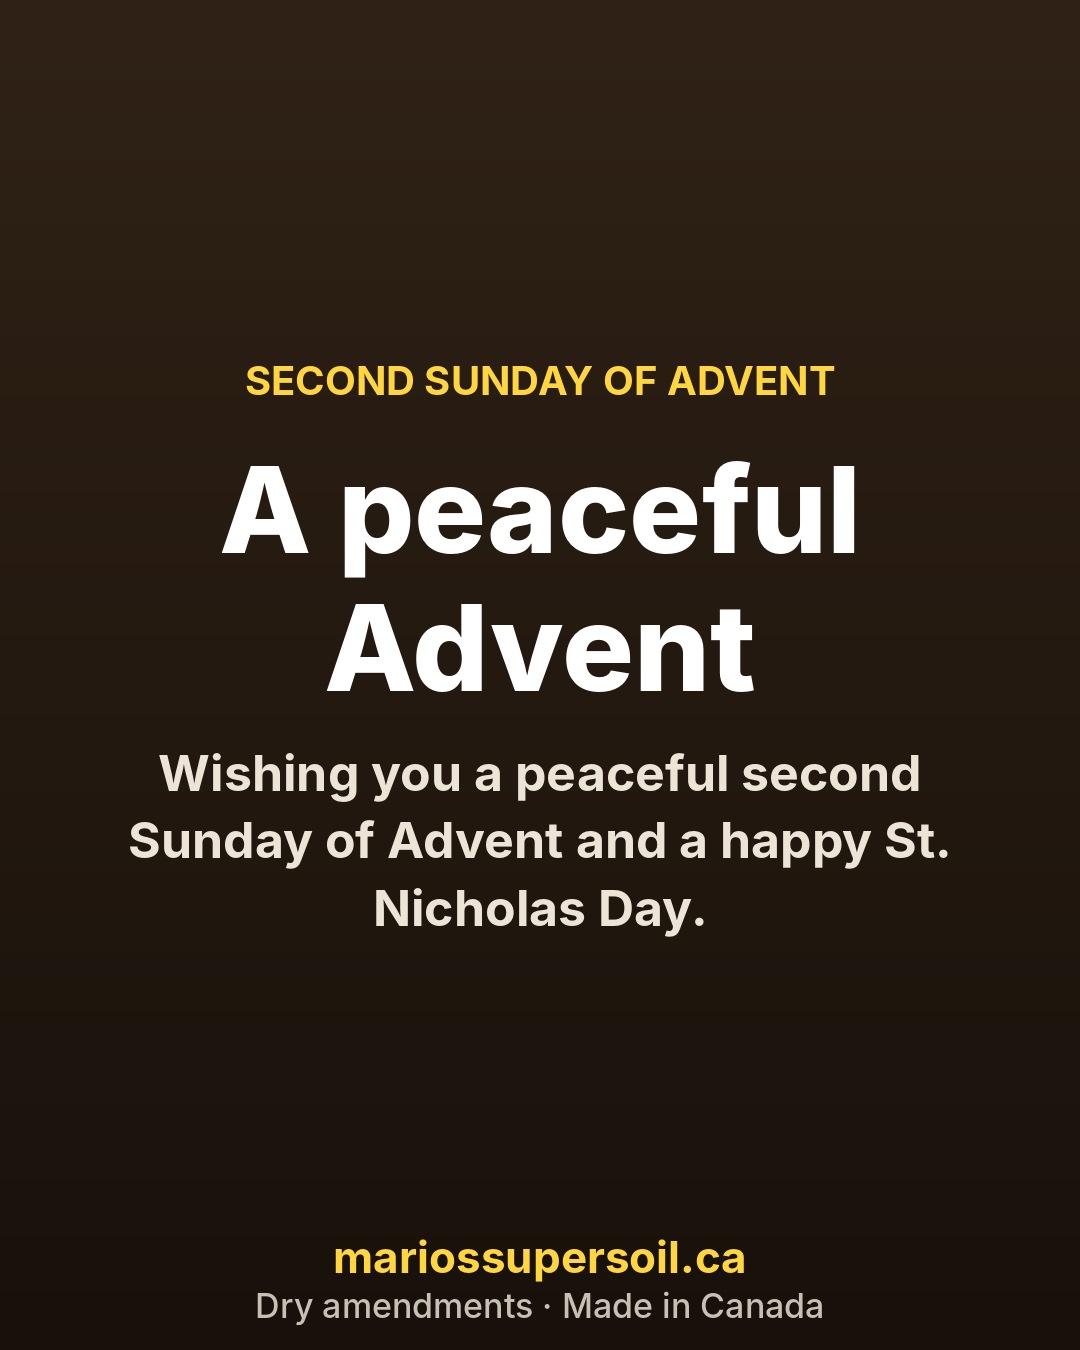 SECOND SUNDAY OF ADVENT
A peaceful
Advent
Wishing you a peaceful second
Sunday of Advent and a happy St.
Nicholas Day.
mariossupersoil.ca
Dry amendments · Made in Canada